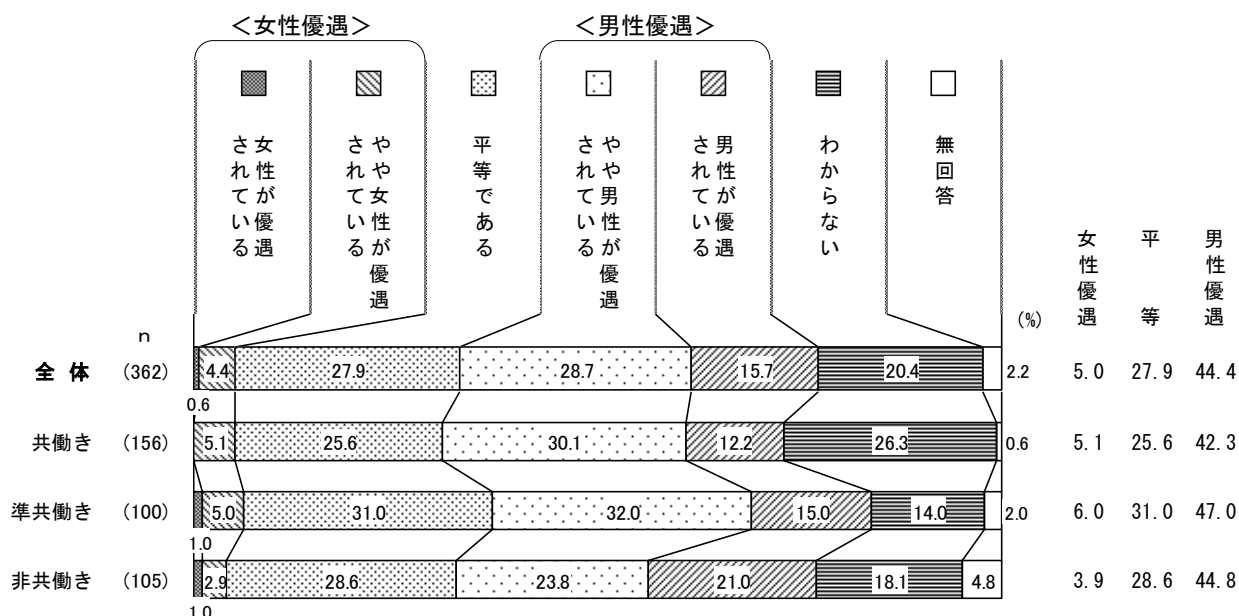 ＜女性優遇＞ ＜男性優遇＞
女性が優遇されている
やや女性が優遇されている
平等である
やや男性が優遇されている
男性が優遇されている
わからない
無回答
女性優遇
平等
男性優遇
n (%)
全体 (362) 4.4 27.9 28.7 15.7 20.4 2.2 5.0 27.9 44.4
0.6
共働き (156) 5.1 25.6 30.1 12.2 26.3 0.6 5.1 25.6 42.3
準共働き (100) 5.0 31.0 32.0 15.0 14.0 2.0 6.0 31.0 47.0
1.0
非共働き (105) 2.9 28.6 23.8 21.0 18.1 4.8 3.9 28.6 44.8
1.0